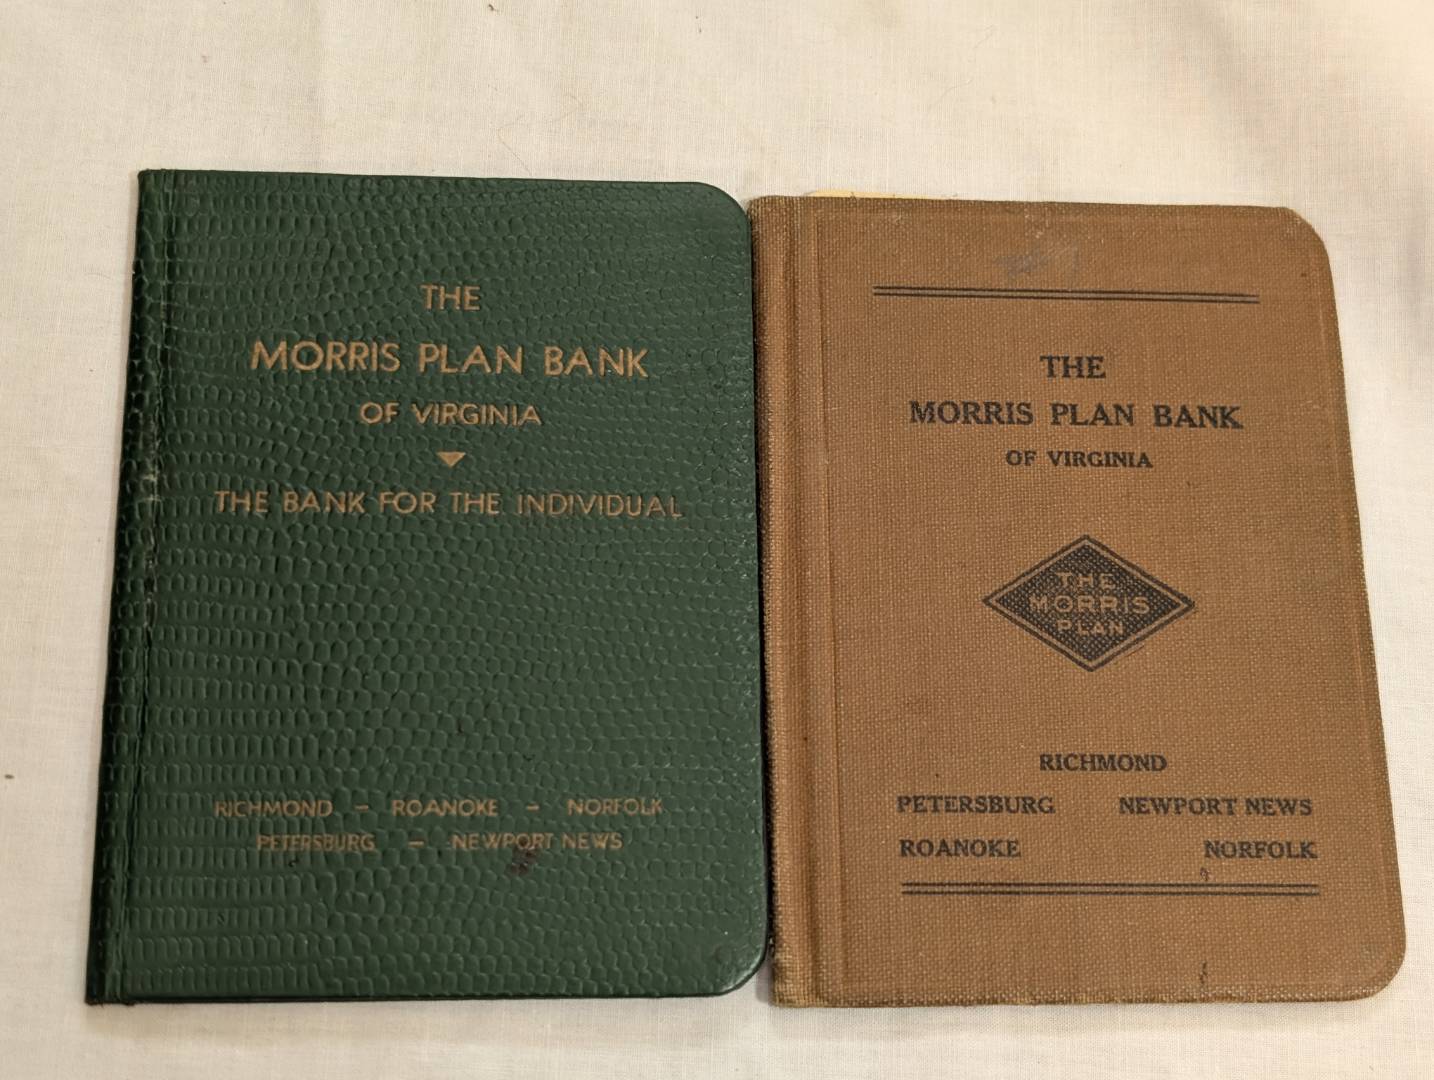 THE
MORRIS PLAN BANK
OF VIRGINIA
THE BANK FOR THE INDIVIDUAL
RICHMOND – ROANOKE – NORFOLK
PETERSBURG – NEWPORT NEWS
THE
MORRIS PLAN BANK
OF VIRGINIA
THE
MORRIS
PLAN
RICHMOND
PETERSBURG NEWPORT NEWS
ROANOKE NORFOLK